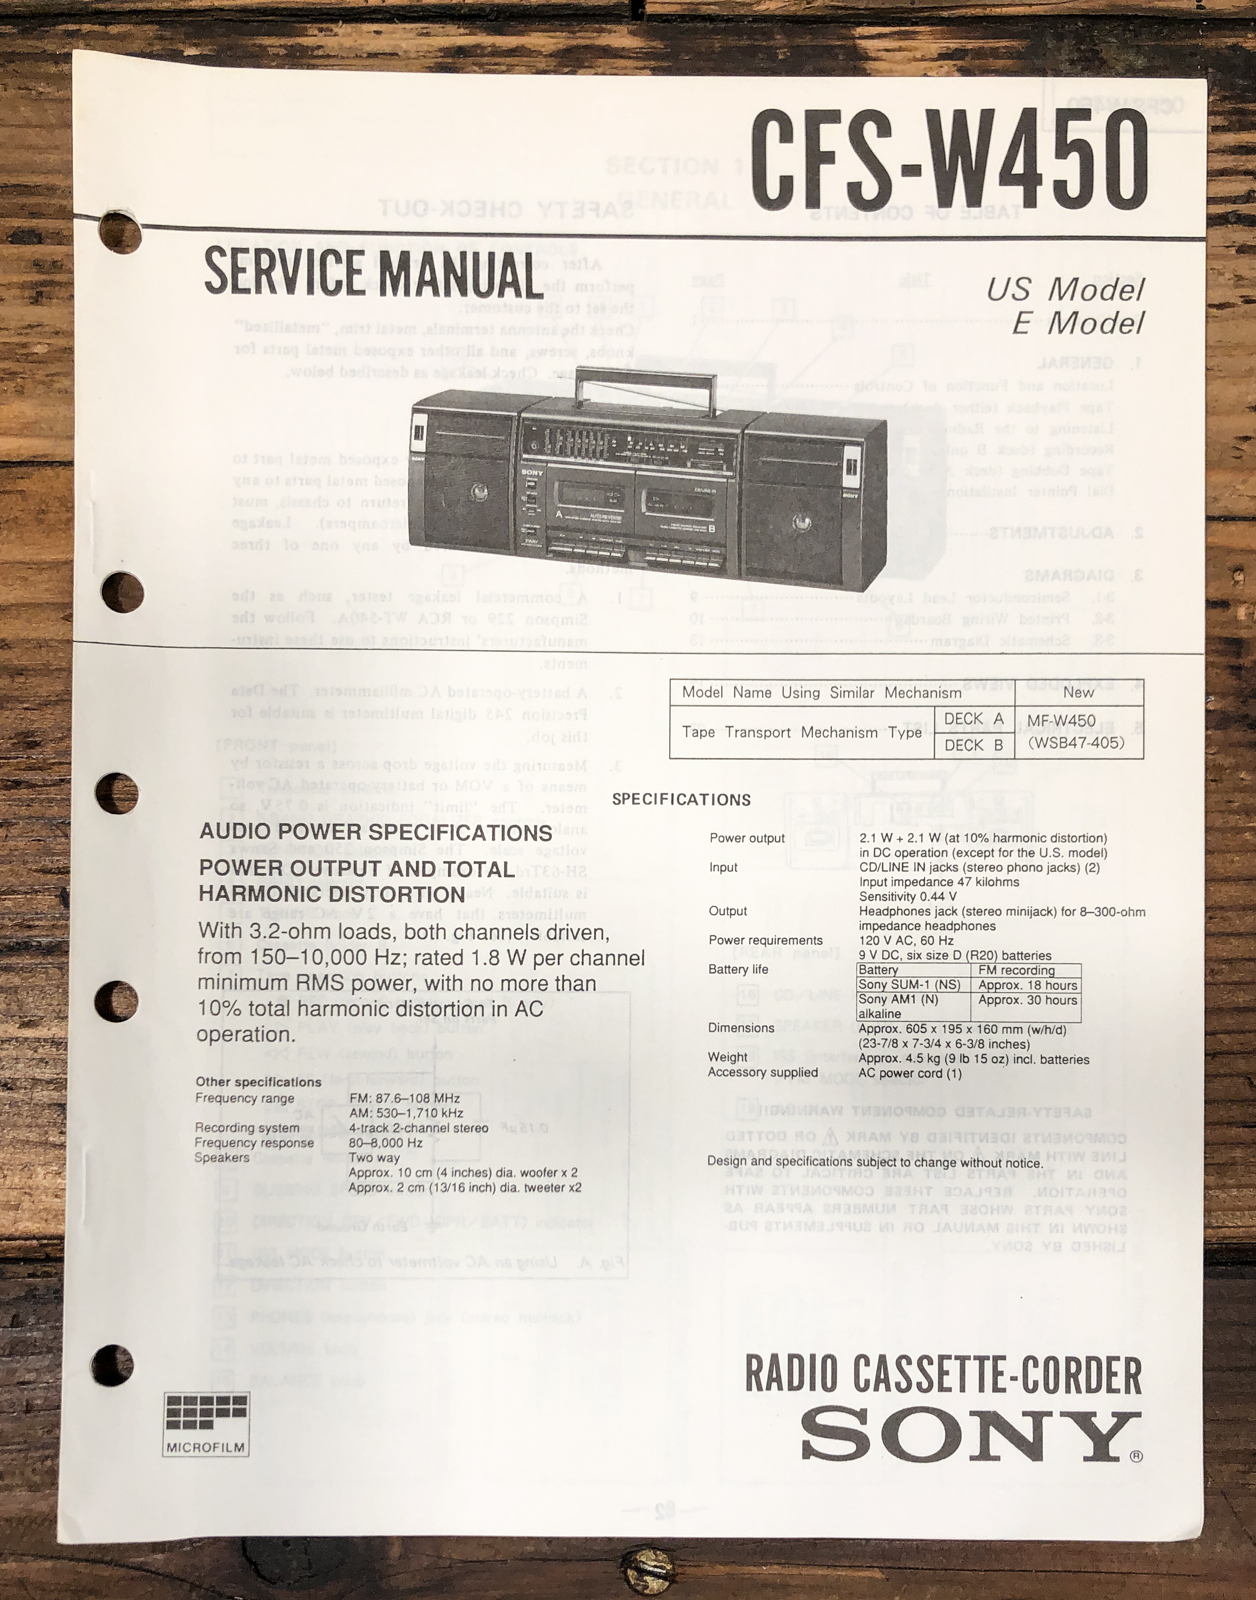 CFS-W450
SERVICE MANUAL
US Model
E Model
SONY
A
B
Model Name Using Similar Mechanism New
Tape Transport Mechanism Type DECK A MF-W450
DECK B (WSB47-405)
SPECIFICATIONS
AUDIO POWER SPECIFICATIONS
POWER OUTPUT AND TOTAL
HARMONIC DISTORTION
With 3.2-ohm loads, both channels driven,
from 150–10,000 Hz; rated 1.8 W per channel
minimum RMS power, with no more than
10% total harmonic distortion in AC
operation.
Other specifications
Frequency range FM: 87.6–108 MHz
AM: 530–1,710 kHz
Recording system 4-track 2-channel stereo
Frequency response 80–8,000 Hz
Speakers Two way
Approx. 10 cm (4 inches) dia. woofer x 2
Approx. 2 cm (13/16 inch) dia. tweeter x2
Power output 2.1 W + 2.1 W (at 10% harmonic distortion)
in DC operation (except for the U.S. model)
Input CD/LINE IN jacks (stereo phono jacks) (2)
Input impedance 47 kilohms
Sensitivity 0.44 V
Output Headphones jack (stereo minijack) for 8–300-ohm
impedance headphones
Power requirements 120 V AC, 60 Hz
9 V DC, six size D (R20) batteries
Battery life Battery FM recording
Sony SUM-1 (NS) Approx. 18 hours
Sony AM1 (N) Approx. 30 hours
alkaline
Dimensions Approx. 605 x 195 x 160 mm (w/h/d)
(23-7/8 x 7-3/4 x 6-3/8 inches)
Weight Approx. 4.5 kg (9 lb 15 oz) incl. batteries
Accessory supplied AC power cord (1)
Design and specifications subject to change without notice.
MICROFILM
RADIO CASSETTE-CORDER
SONY®